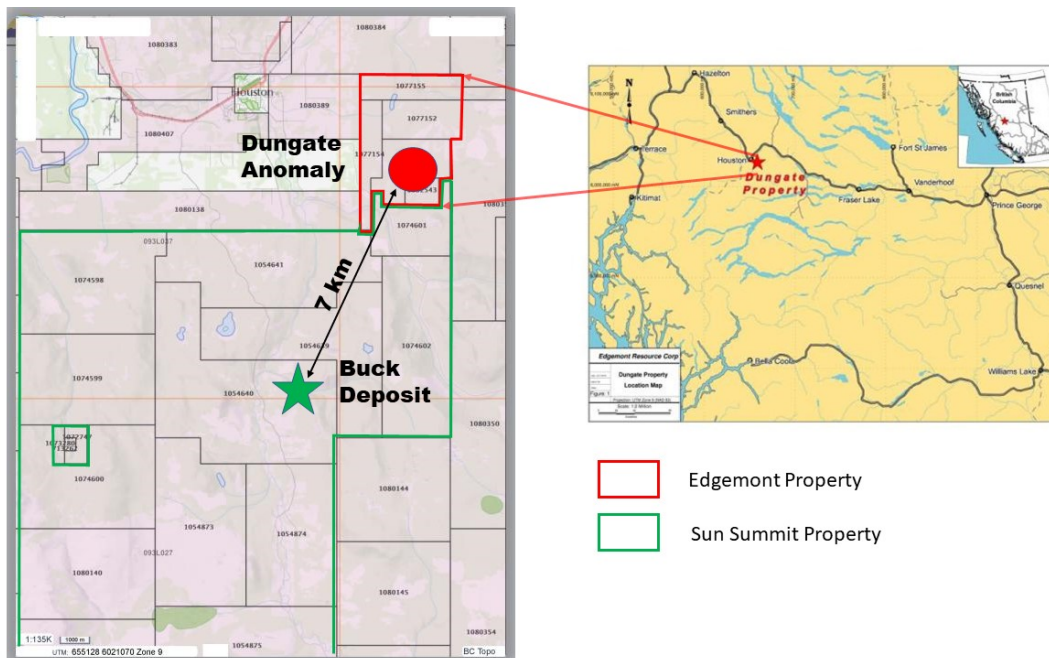 1080383
1080384
Houston
1077155
1080389
1077152
1080407
Dungate
Anomaly
1077154
1080138
1074601
093L037
1054641
1074598
7 km
1074602
Buck
Deposit
1074599
1054640
1080350
1074600
1080144
1054873
1054874
093L027
1080140
1080145
1080354
1:135K
1000 m
1054875
UTM: 655128 6021070 Zone 9
BC Topo
N
Hazelton
British
Columbia
Smithers
Terrace
Houston
Fort St James
Dungate
Property
Kitimat
Vanderhoof
Fraser Lake
Prince George
Quesnel
Bella Coola
Williams Lake
Edgemont Resource Corp
Dungate Property
Location Map
Figure 1
Edgemont Property
Sun Summit Property